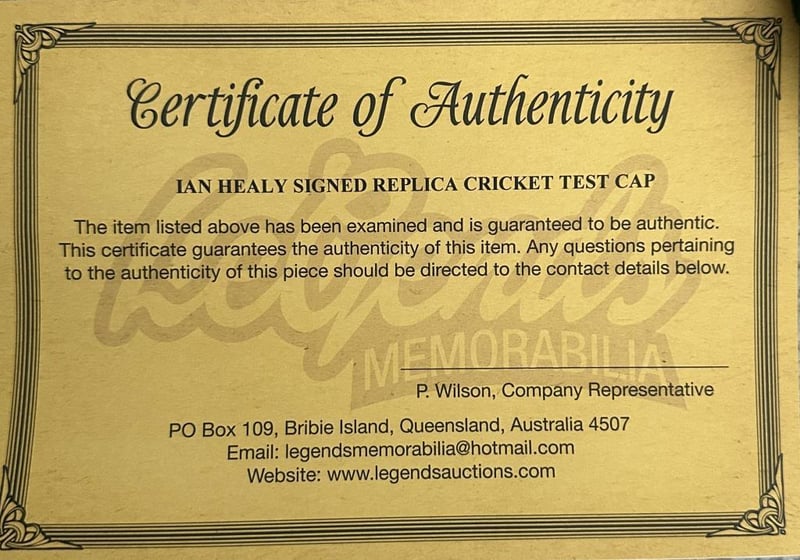 Certificate of Authenticity
IAN HEALY SIGNED REPLICA CRICKET TEST CAP
The item listed above has been examined and is guaranteed to be authentic.
This certificate guarantees the authenticity of this item. Any questions pertaining
to the authenticity of this piece should be directed to the contact details below.
Legends
MEMORABILIA
P. Wilson, Company Representative
PO Box 109, Bribie Island, Queensland, Australia 4507
Email: legendsmemorabilia@hotmail.com
Website: www.legendsauctions.com